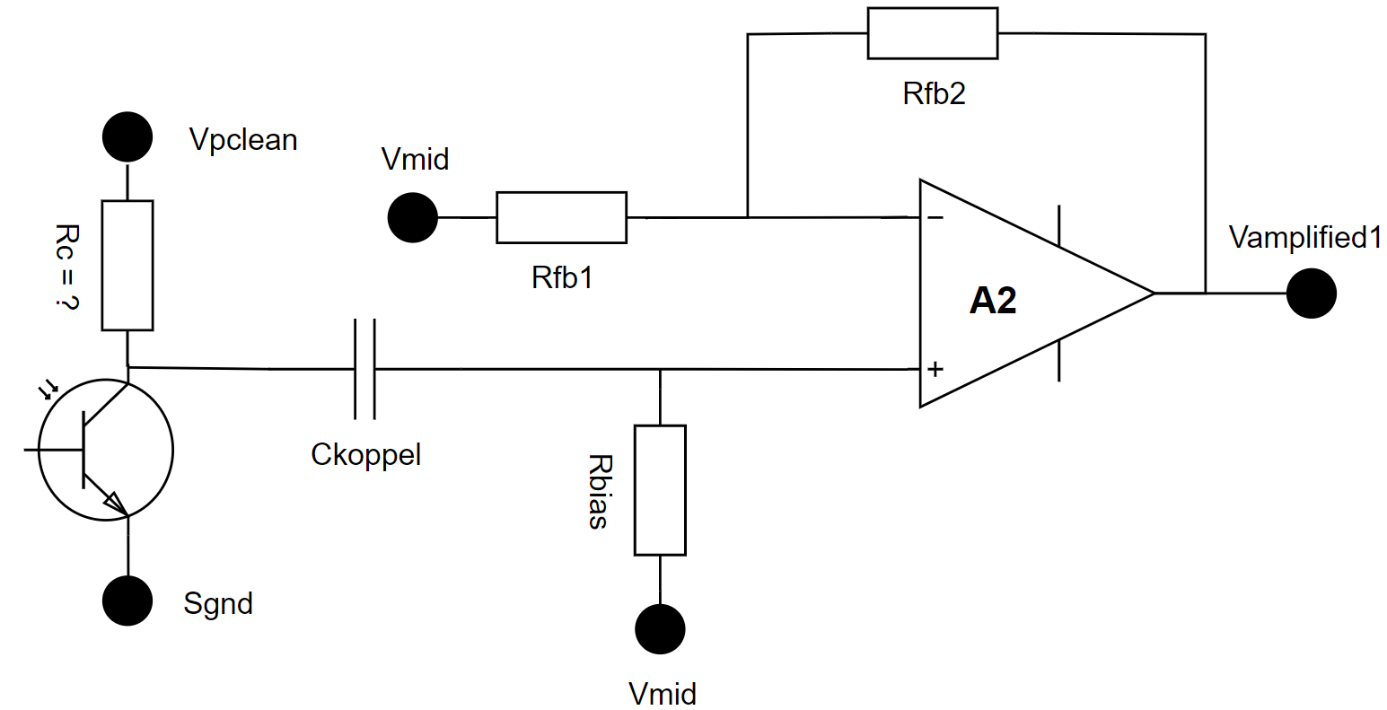 Rfb2
Vpclean
Vmid
Rc = ?
Rfb1
−
A2
+
Vamplified1
Ckoppel
Rbias
Sgnd
Vmid